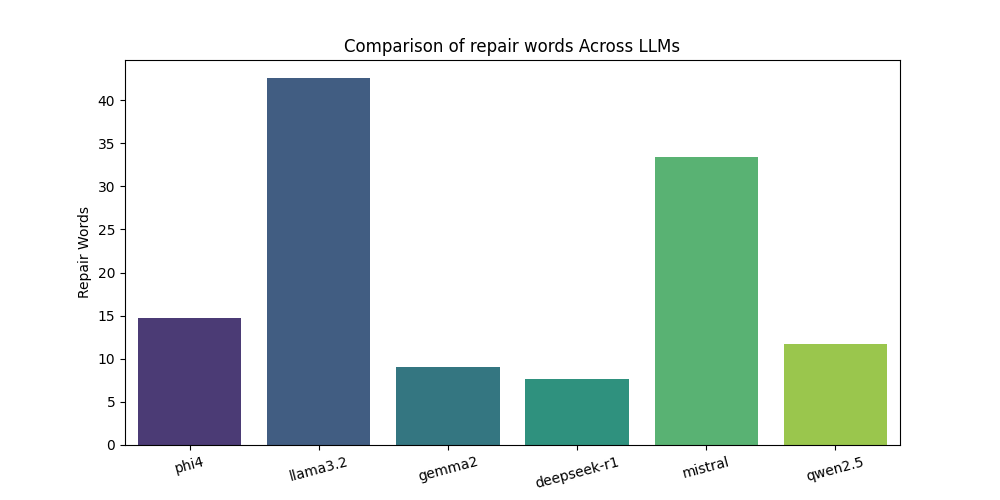 Comparison of repair words Across LLMs
Repair Words
40
35
30
25
20
15
10
5
0
phi4
llama3.2
gemma2
deepseek-r1
mistral
qwen2.5